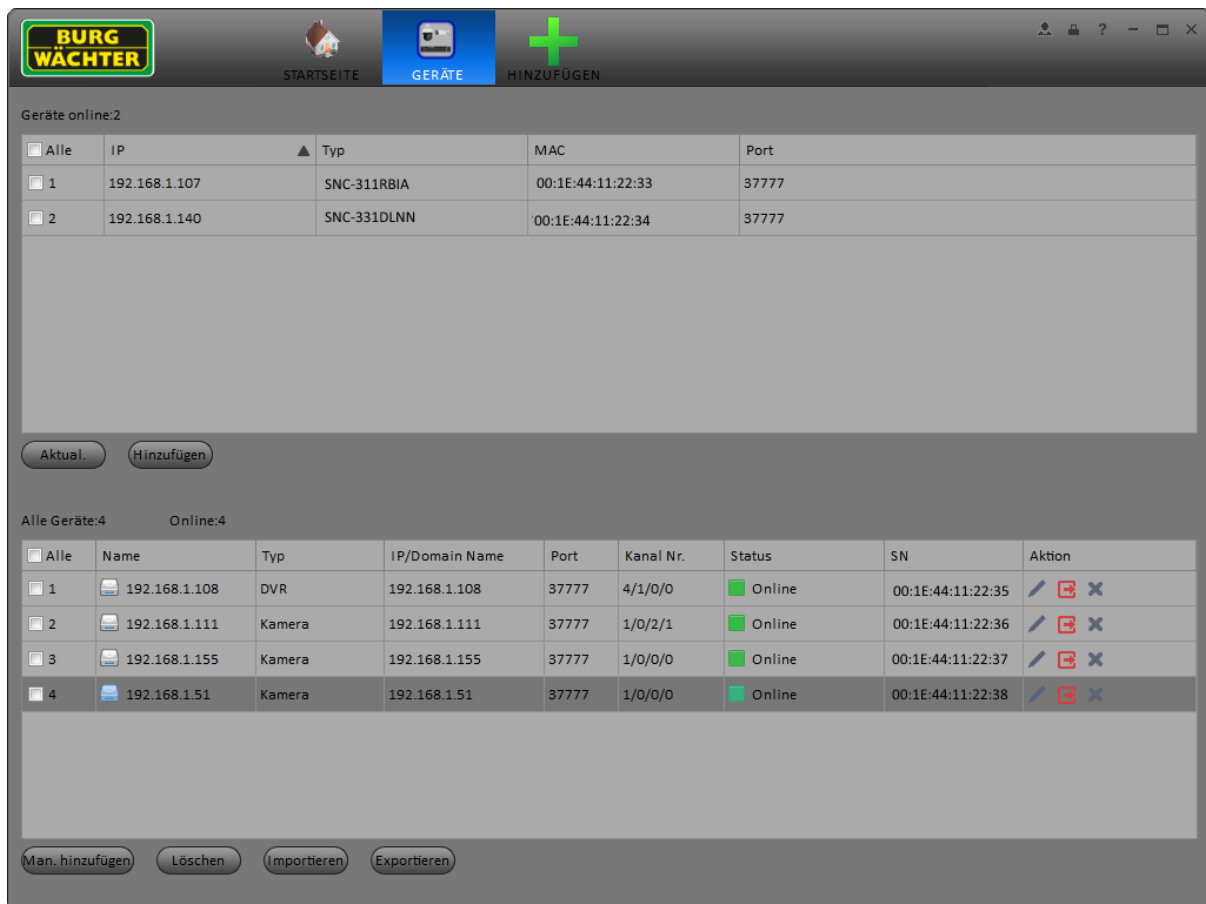 BURG
WÄCHTER
STARTSEITE GERÄTE HINZUFÜGEN
?
Geräte online:2
Alle IP Typ MAC Port
1 192.168.1.107 SNC-311RBIA 00:1E:44:11:22:33 37777
2 192.168.1.140 SNC-331DLNN 00:1E:44:11:22:34 37777
Aktual. Hinzufügen
Alle Geräte:4 Online:4
Alle Name Typ IP/Domain Name Port Kanal Nr. Status SN Aktion
1 192.168.1.108 DVR 192.168.1.108 37777 4/1/0/0 Online 00:1E:44:11:22:35
2 192.168.1.111 Kamera 192.168.1.111 37777 1/0/2/1 Online 00:1E:44:11:22:36
3 192.168.1.155 Kamera 192.168.1.155 37777 1/0/0/0 Online 00:1E:44:11:22:37
4 192.168.1.51 Kamera 192.168.1.51 37777 1/0/0/0 Online 00:1E:44:11:22:38
Man. hinzufügen Löschen Importieren Exportieren